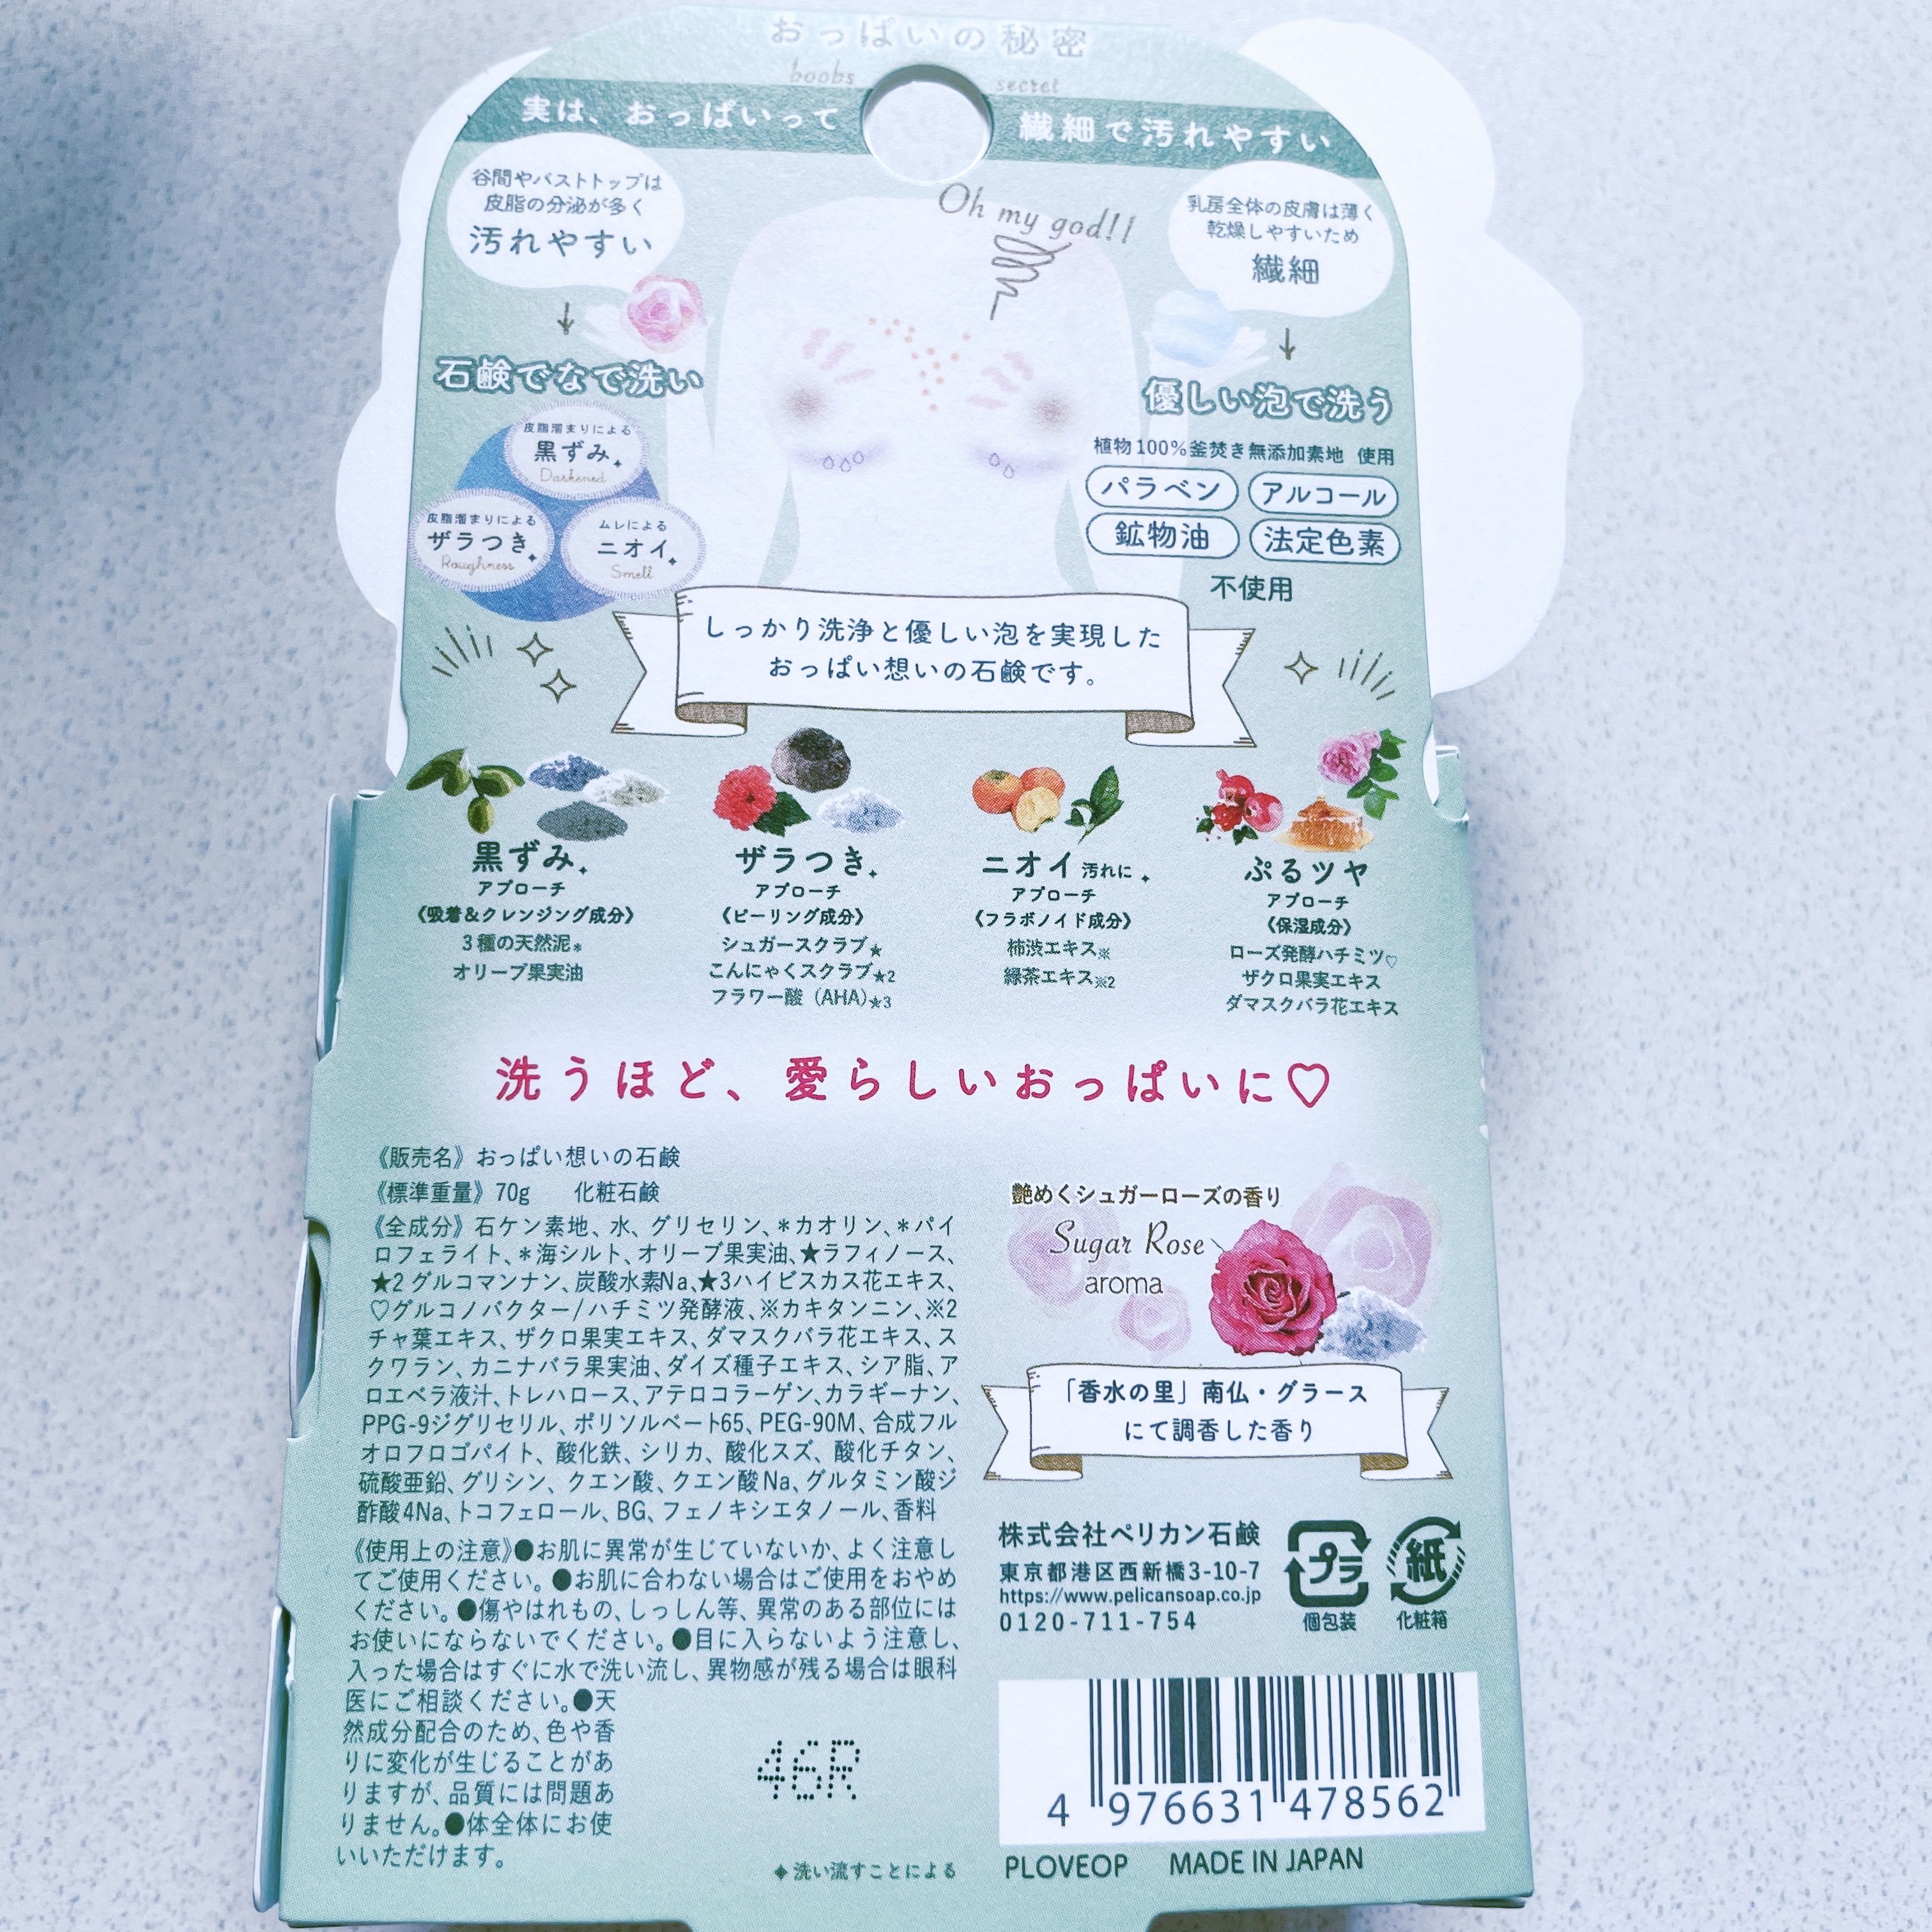 おっぱいの秘密
boobs secret
実は、おっぱいって 繊細で汚れやすい
谷間やバストトップは
皮脂の分泌が多く
汚れやすい
Oh my god!!
乳房全体の皮膚は薄く
乾燥しやすいため
繊細
↓
↓
石鹸でなで洗い
皮脂溜まりによる
黒ずみ✦
Darkened
皮脂溜まりによる
ザラつき✦
Roughness
ムレによる
ニオイ✦
Smell
優しい泡で洗う
植物100%釜焚き無添加素地 使用
パラベン アルコール
鉱物油 法定色素
不使用
しっかり洗浄と優しい泡を実現した
おっぱい想いの石鹸です。
黒ずみ✦
アプローチ
《吸着&クレンジング成分》
3種の天然泥*
オリーブ果実油
ザラつき✦
アプローチ
《ピーリング成分》
シュガースクラブ★
こんにゃくスクラブ★2
フラワー酸（AHA)★3
ニオイ汚れに✦
アプローチ
《フラボノイド成分》
柿渋エキス※
緑茶エキス※2
ぷるツヤ
アプローチ
《保湿成分》
ローズ発酵ハチミツ♡
ザクロ果実エキス
ダマスクバラ花エキス
洗うほど、愛らしいおっぱいに♡
《販売名》おっぱい想いの石鹸
《標準重量》70g 化粧石鹸
《全成分》石ケン素地、水、グリセリン、*カオリン、*パイ
ロフェライト、*海シルト、オリーブ果実油、★ラフィノース、
★2グルコマンナン、炭酸水素Na、★3ハイビスカス花エキス、
♡グルコノバクター/ハチミツ発酵液、※カキタンニン、※2
チャ葉エキス、ザクロ果実エキス、ダマスクバラ花エキス、ス
クワラン、カニナバラ果実油、ダイズ種子エキス、シア脂、ア
ロエベラ液汁、トレハロース、アテロコラーゲン、カラギーナン、
PPG-9ジグリセリル、ポリソルベート65、PEG-90M、合成フル
オロフロゴパイト、酸化鉄、シリカ、酸化スズ、酸化チタン、
硫酸亜鉛、グリシン、クエン酸、クエン酸Na、グルタミン酸ジ
酢酸4Na、トコフェロール、BG、フェノキシエタノール、香料
《使用上の注意》●お肌に異常が生じていないか、よく注意し
てご使用ください。●お肌に合わない場合はご使用をおやめ
ください。●傷やはれもの、しっしん等、異常のある部位には
お使いにならないでください。●目に入らないよう注意し、
入った場合はすぐに水で洗い流し、異物感が残る場合は眼科
医にご相談ください。●天
然成分配合のため、色や香
りに変化が生じることがあ
りますが、品質には問題あ
りません。●体全体にお使
いいただけます。
46R
✦洗い流すことによる
艶めくシュガーローズの香り
Sugar Rose
aroma
「香水の里」南仏・グラース
にて調香した香り
株式会社ペリカン石鹸
東京都港区西新橋3-10-7
https://www.pelicansoap.co.jp
0120-711-754
プラ
個包装
紙
化粧箱
4 976631 478562
PLOVEOP MADE IN JAPAN